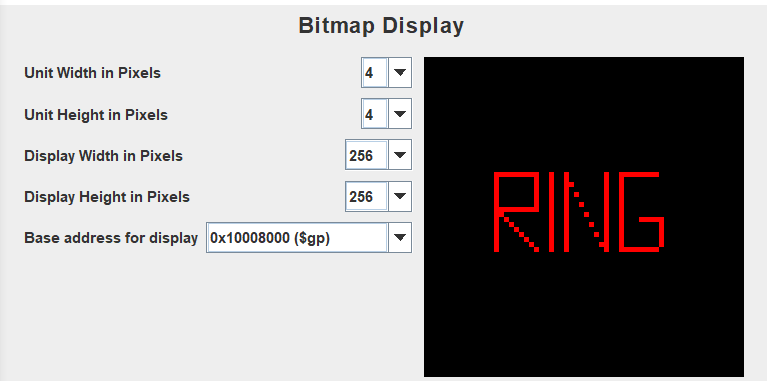 Bitmap Display
Unit Width in Pixels 4
Unit Height in Pixels 4
Display Width in Pixels 256
Display Height in Pixels 256
Base address for display 0x10008000 ($gp)
RING